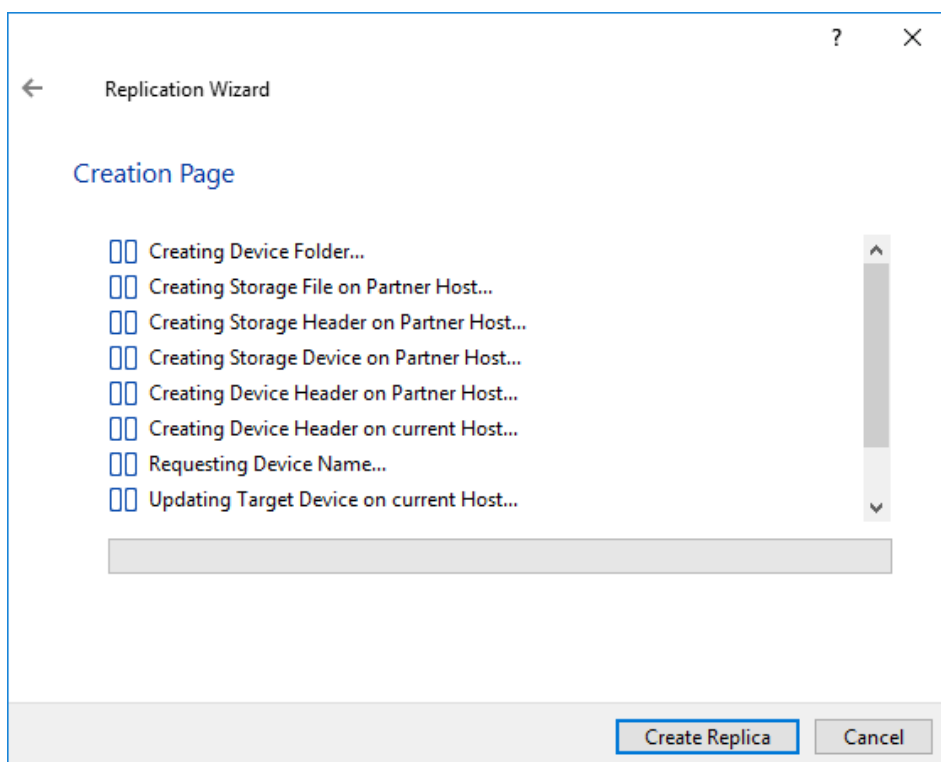 ?
Replication Wizard
Creation Page
Creating Device Folder...
Creating Storage File on Partner Host...
Creating Storage Header on Partner Host...
Creating Storage Device on Partner Host...
Creating Device Header on Partner Host...
Creating Device Header on current Host...
Requesting Device Name...
Updating Target Device on current Host...
Create Replica
Cancel